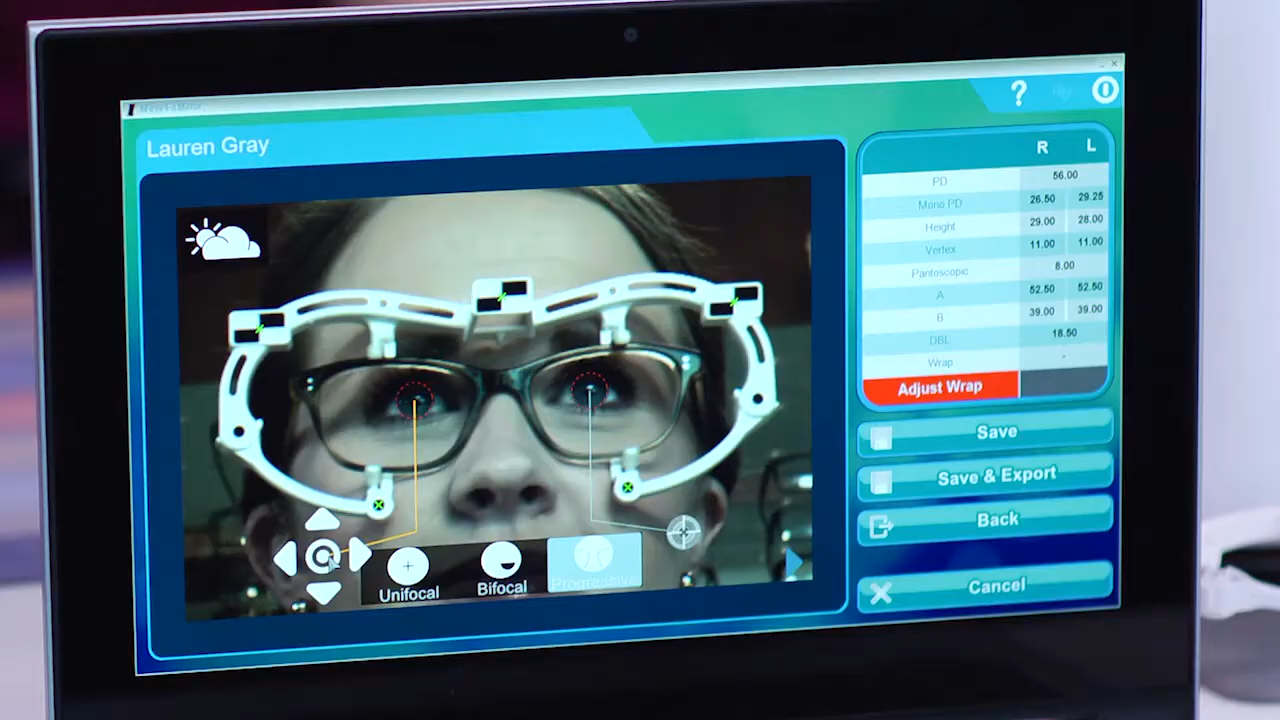 Lauren Gray
?
R L
PD 56.00
Mono PD 26.50 29.25
Height 29.00 28.00
Vertex 11.00 11.00
Pantoscopic 8.00
A 52.50 52.50
B 39.00 39.00
DBL 18.50
Wrap -
Adjust Wrap
Save
Save & Export
Back
Cancel
Unifocal
Bifocal
Progressive